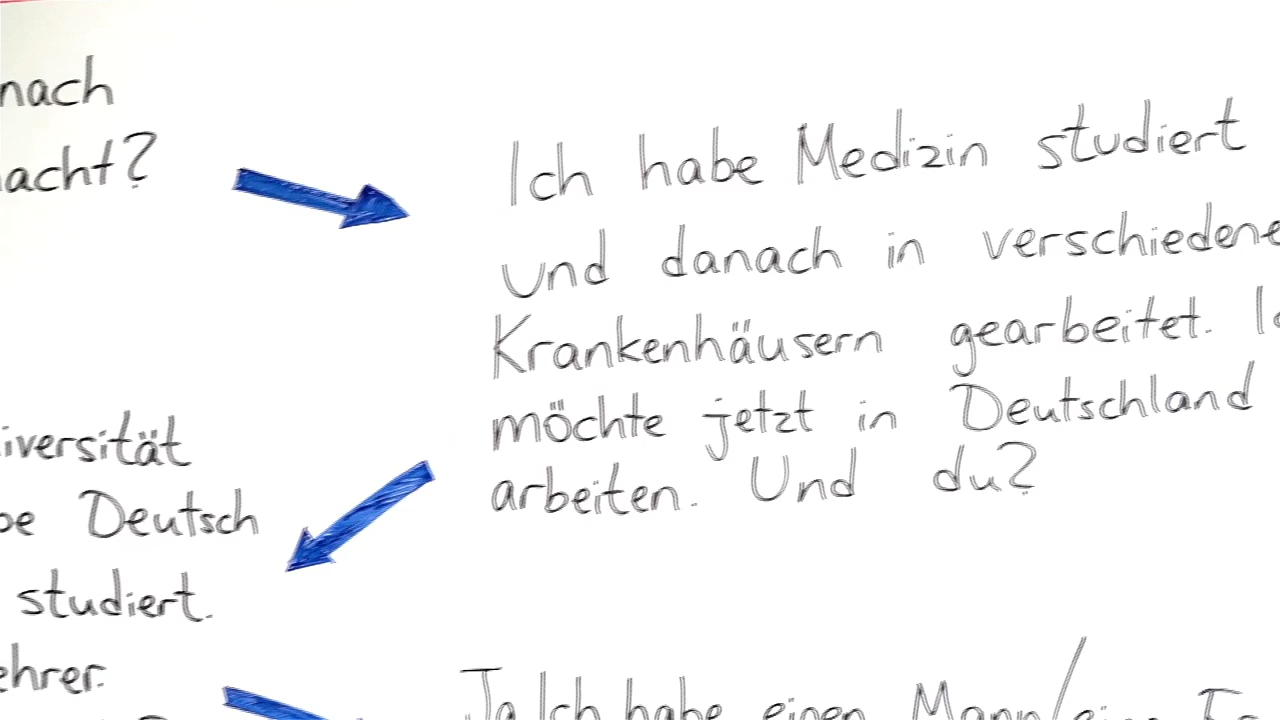 nach
acht?
Ich habe Medizin studiert
und danach in verschiedene
Krankenhäusern gearbeitet.
möchte jetzt in Deutschland
arbeiten. Und du?
iversität
be Deutsch
studiert.
ehrer.
Ja Ich habe einen Mann/